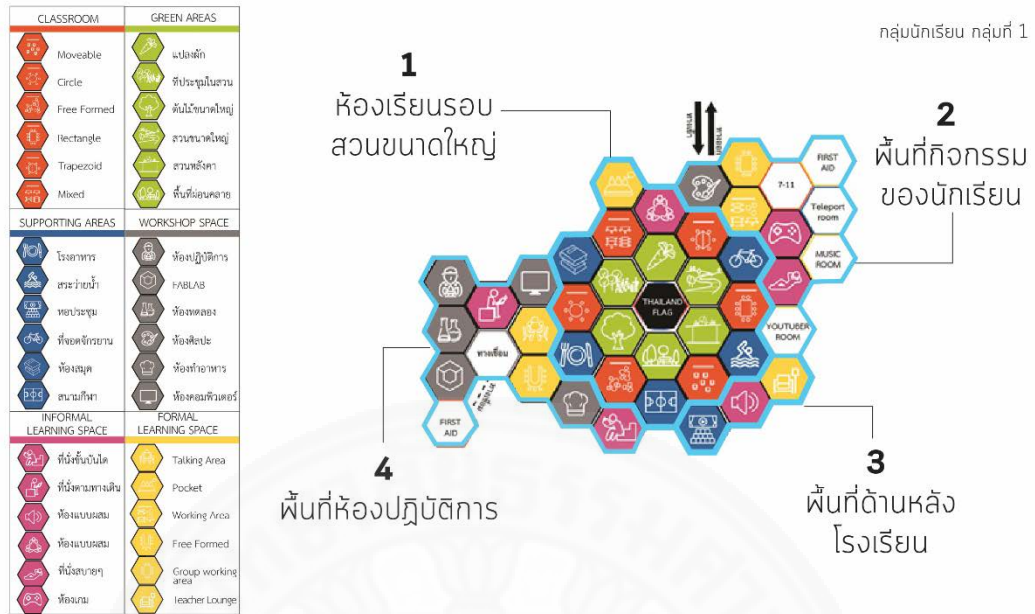 CLASSROOM
Moveable
Circle
Free Formed
Rectangle
Trapezoid
Mixed
GREEN AREAS
แปลงผัก
ที่ประชุมในสวน
ต้นไม้ขนาดใหญ่
สวนขนาดใหญ่
สวนหลังคา
พื้นที่ผ่อนคลาย
SUPPORTING AREAS
โรงอาหาร
สระว่ายน้ำ
หอประชุม
ที่จอดจักรยาน
ห้องสมุด
สนามกีฬา
WORKSHOP SPACE
ห้องปฏิบัติการ
FABLAB
ห้องทดลอง
ห้องศิลปะ
ห้องทำอาหาร
ห้องคอมพิวเตอร์
INFORMAL
LEARNING SPACE
ที่นั่งขั้นบันได
ที่นั่งตามทางเดิน
ห้องแบบผสม
ห้องแบบผสม
ที่นั่งสบายๆ
ห้องเกม
FORMAL
LEARNING SPACE
Talking Area
Pocket
Working Area
Free Formed
Group working
area
Teacher Lounge
กลุ่มนักเรียน กลุ่มที่ 1
1
ห้องเรียนรอบ
สวนขนาดใหญ่
2
พื้นที่กิจกรรม
ของนักเรียน
FIRST
AID
7-11
Teleport
room
MUSIC
ROOM
THAILAND
FLAG
YOUTUBER
ROOM
ทางเชื่อม
FIRST
AID
4
พื้นที่ห้องปฏิบัติการ
3
พื้นที่ด้านหลัง
โรงเรียน